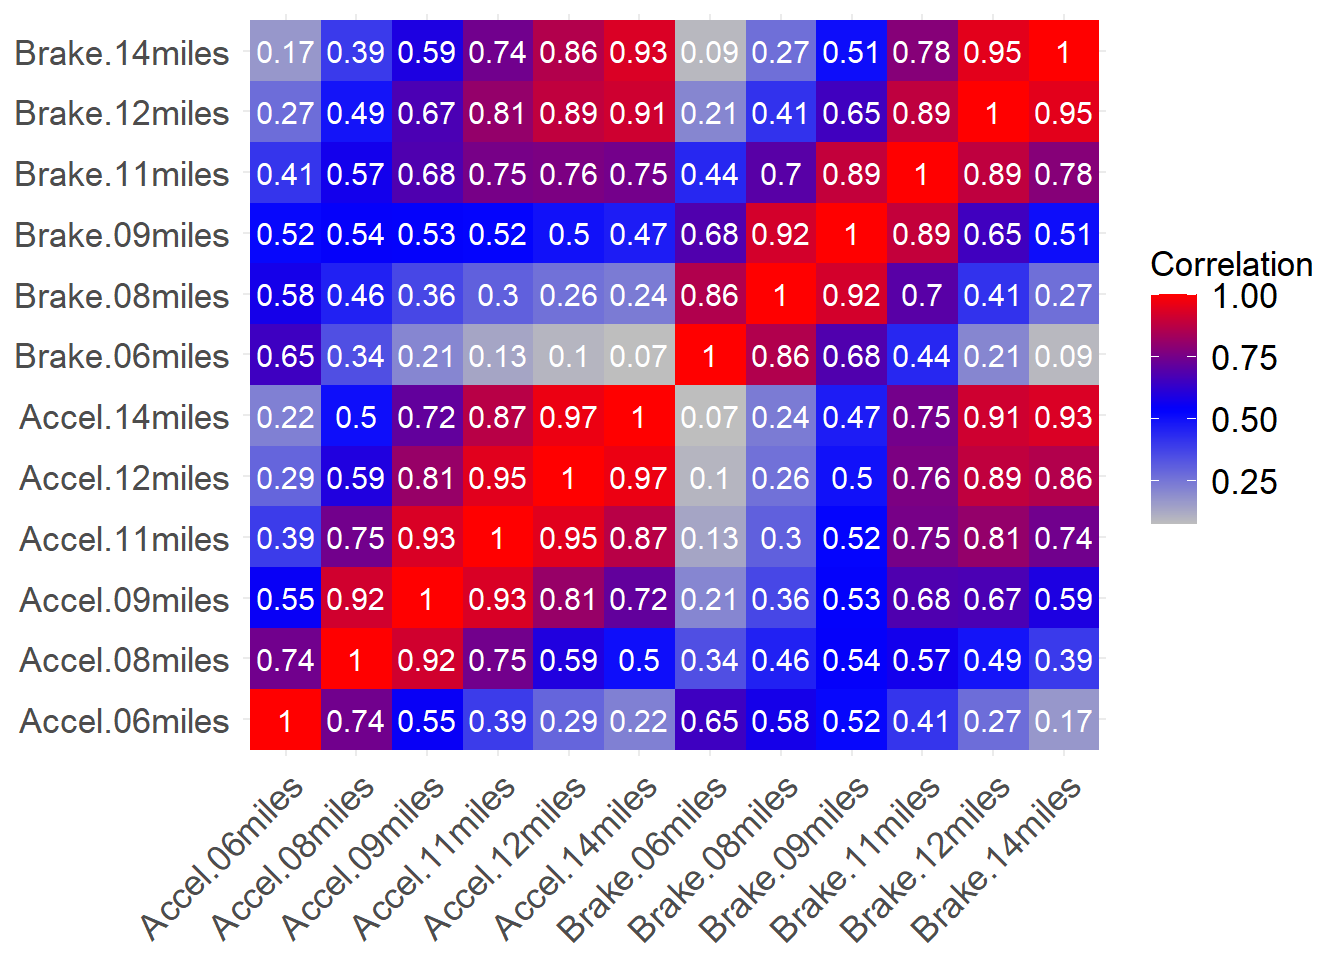 Brake.14miles 0.17 0.39 0.59 0.74 0.86 0.93 0.09 0.27 0.51 0.78 0.95 1
Brake.12miles 0.27 0.49 0.67 0.81 0.89 0.91 0.21 0.41 0.65 0.89 1 0.95
Brake.11miles 0.41 0.57 0.68 0.75 0.76 0.75 0.44 0.7 0.89 1 0.89 0.78
Brake.09miles 0.52 0.54 0.53 0.52 0.5 0.47 0.68 0.92 1 0.89 0.65 0.51
Brake.08miles 0.58 0.46 0.36 0.3 0.26 0.24 0.86 1 0.92 0.7 0.41 0.27
Brake.06miles 0.65 0.34 0.21 0.13 0.1 0.07 1 0.86 0.68 0.44 0.21 0.09
Accel.14miles 0.22 0.5 0.72 0.87 0.97 1 0.07 0.24 0.47 0.75 0.91 0.93
Accel.12miles 0.29 0.59 0.81 0.95 1 0.97 0.1 0.26 0.5 0.76 0.89 0.86
Accel.11miles 0.39 0.75 0.93 1 0.95 0.87 0.13 0.3 0.52 0.75 0.81 0.74
Accel.09miles 0.55 0.92 1 0.93 0.81 0.72 0.21 0.36 0.53 0.68 0.67 0.59
Accel.08miles 0.74 1 0.92 0.75 0.59 0.5 0.34 0.46 0.54 0.57 0.49 0.39
Accel.06miles 1 0.74 0.55 0.39 0.29 0.22 0.65 0.58 0.52 0.41 0.27 0.17
Accel.06miles
Accel.08miles
Accel.09miles
Accel.11miles
Accel.12miles
Accel.14miles
Brake.06miles
Brake.08miles
Brake.09miles
Brake.11miles
Brake.12miles
Brake.14miles
Correlation
1.00
0.75
0.50
0.25